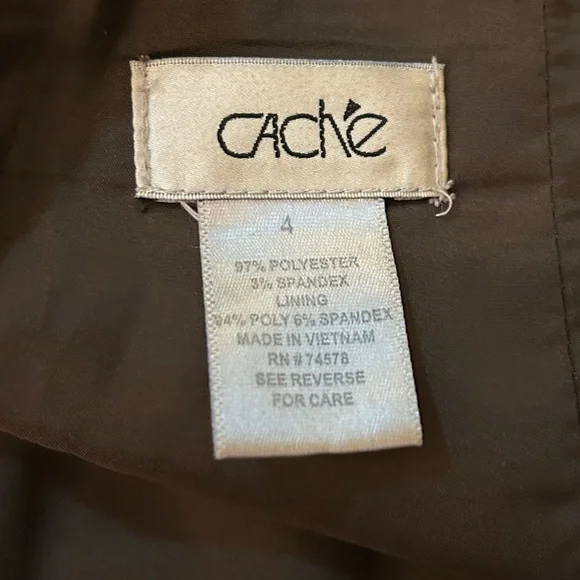 CAChé
4
97% POLYESTER
3% SPANDEX
LINING
94% POLY 6% SPANDEX
MADE IN VIETNAM
RN # 74578
SEE REVERSE
FOR CARE